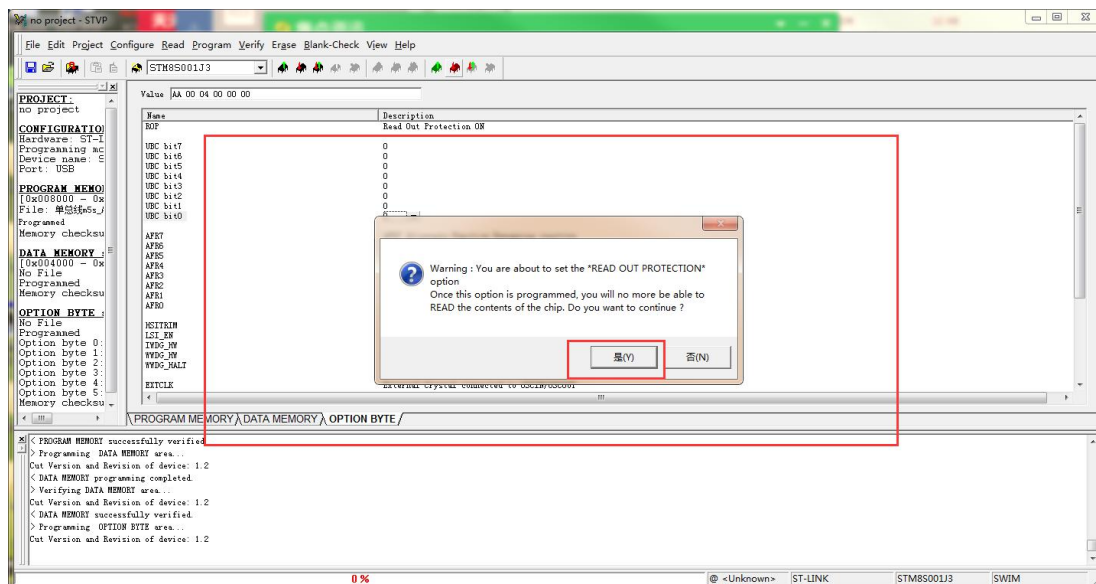 no project - STVP
File Edit Project Configure Read Program Verify Erase Blank-Check View Help
STM8S001J3
PROJECT:
no project
CONFIGURATIO
Hardware: ST-L
Programming mc
Device name: S
Port: USB
PROGRAM MEMO
[0x008000 - 0x
File: 单总线m5s_A
Programmed
Memory checksu
DATA MEMORY :
[0x004000 - 0x
No File
Programmed
Memory checksu
OPTION BYTE :
No File
Programmed
Option byte 0:
Option byte 1:
Option byte 2:
Option byte 3:
Option byte 4:
Option byte 5:
Memory checksu
Value AA 00 04 00 00 00
Name Description
ROP Read Out Protection ON
UBC bit7 0
UBC bit6 0
UBC bit5 0
UBC bit4 0
UBC bit3 0
UBC bit2 0
UBC bit1 0
UBC bit0 0
AFR7
AFR6
AFR5
AFR4
AFR3
AFR2
AFR1
AFR0
HSITRIM
LSI_EN
IWDG_HW
WWDG_HW
WWDG_HALT
EXTCLK External Crystal connected to OSCIN/OSCOUT
Warning : You are about to set the *READ OUT PROTECTION*
option
Once this option is programmed, you will no more be able to
READ the contents of the chip. Do you want to continue ?
是(Y) 否(N)
PROGRAM MEMORY DATA MEMORY OPTION BYTE
< PROGRAM MEMORY successfully verified
> Programming DATA MEMORY area...
Cut Version and Revision of device: 1.2
< DATA MEMORY programming completed.
> Verifying DATA MEMORY area...
Cut Version and Revision of device: 1.2
< DATA MEMORY successfully verified.
> Programming OPTION BYTE area...
Cut Version and Revision of device: 1.2
0 % @ <Unknown> ST-LINK STM8S001J3 SWIM